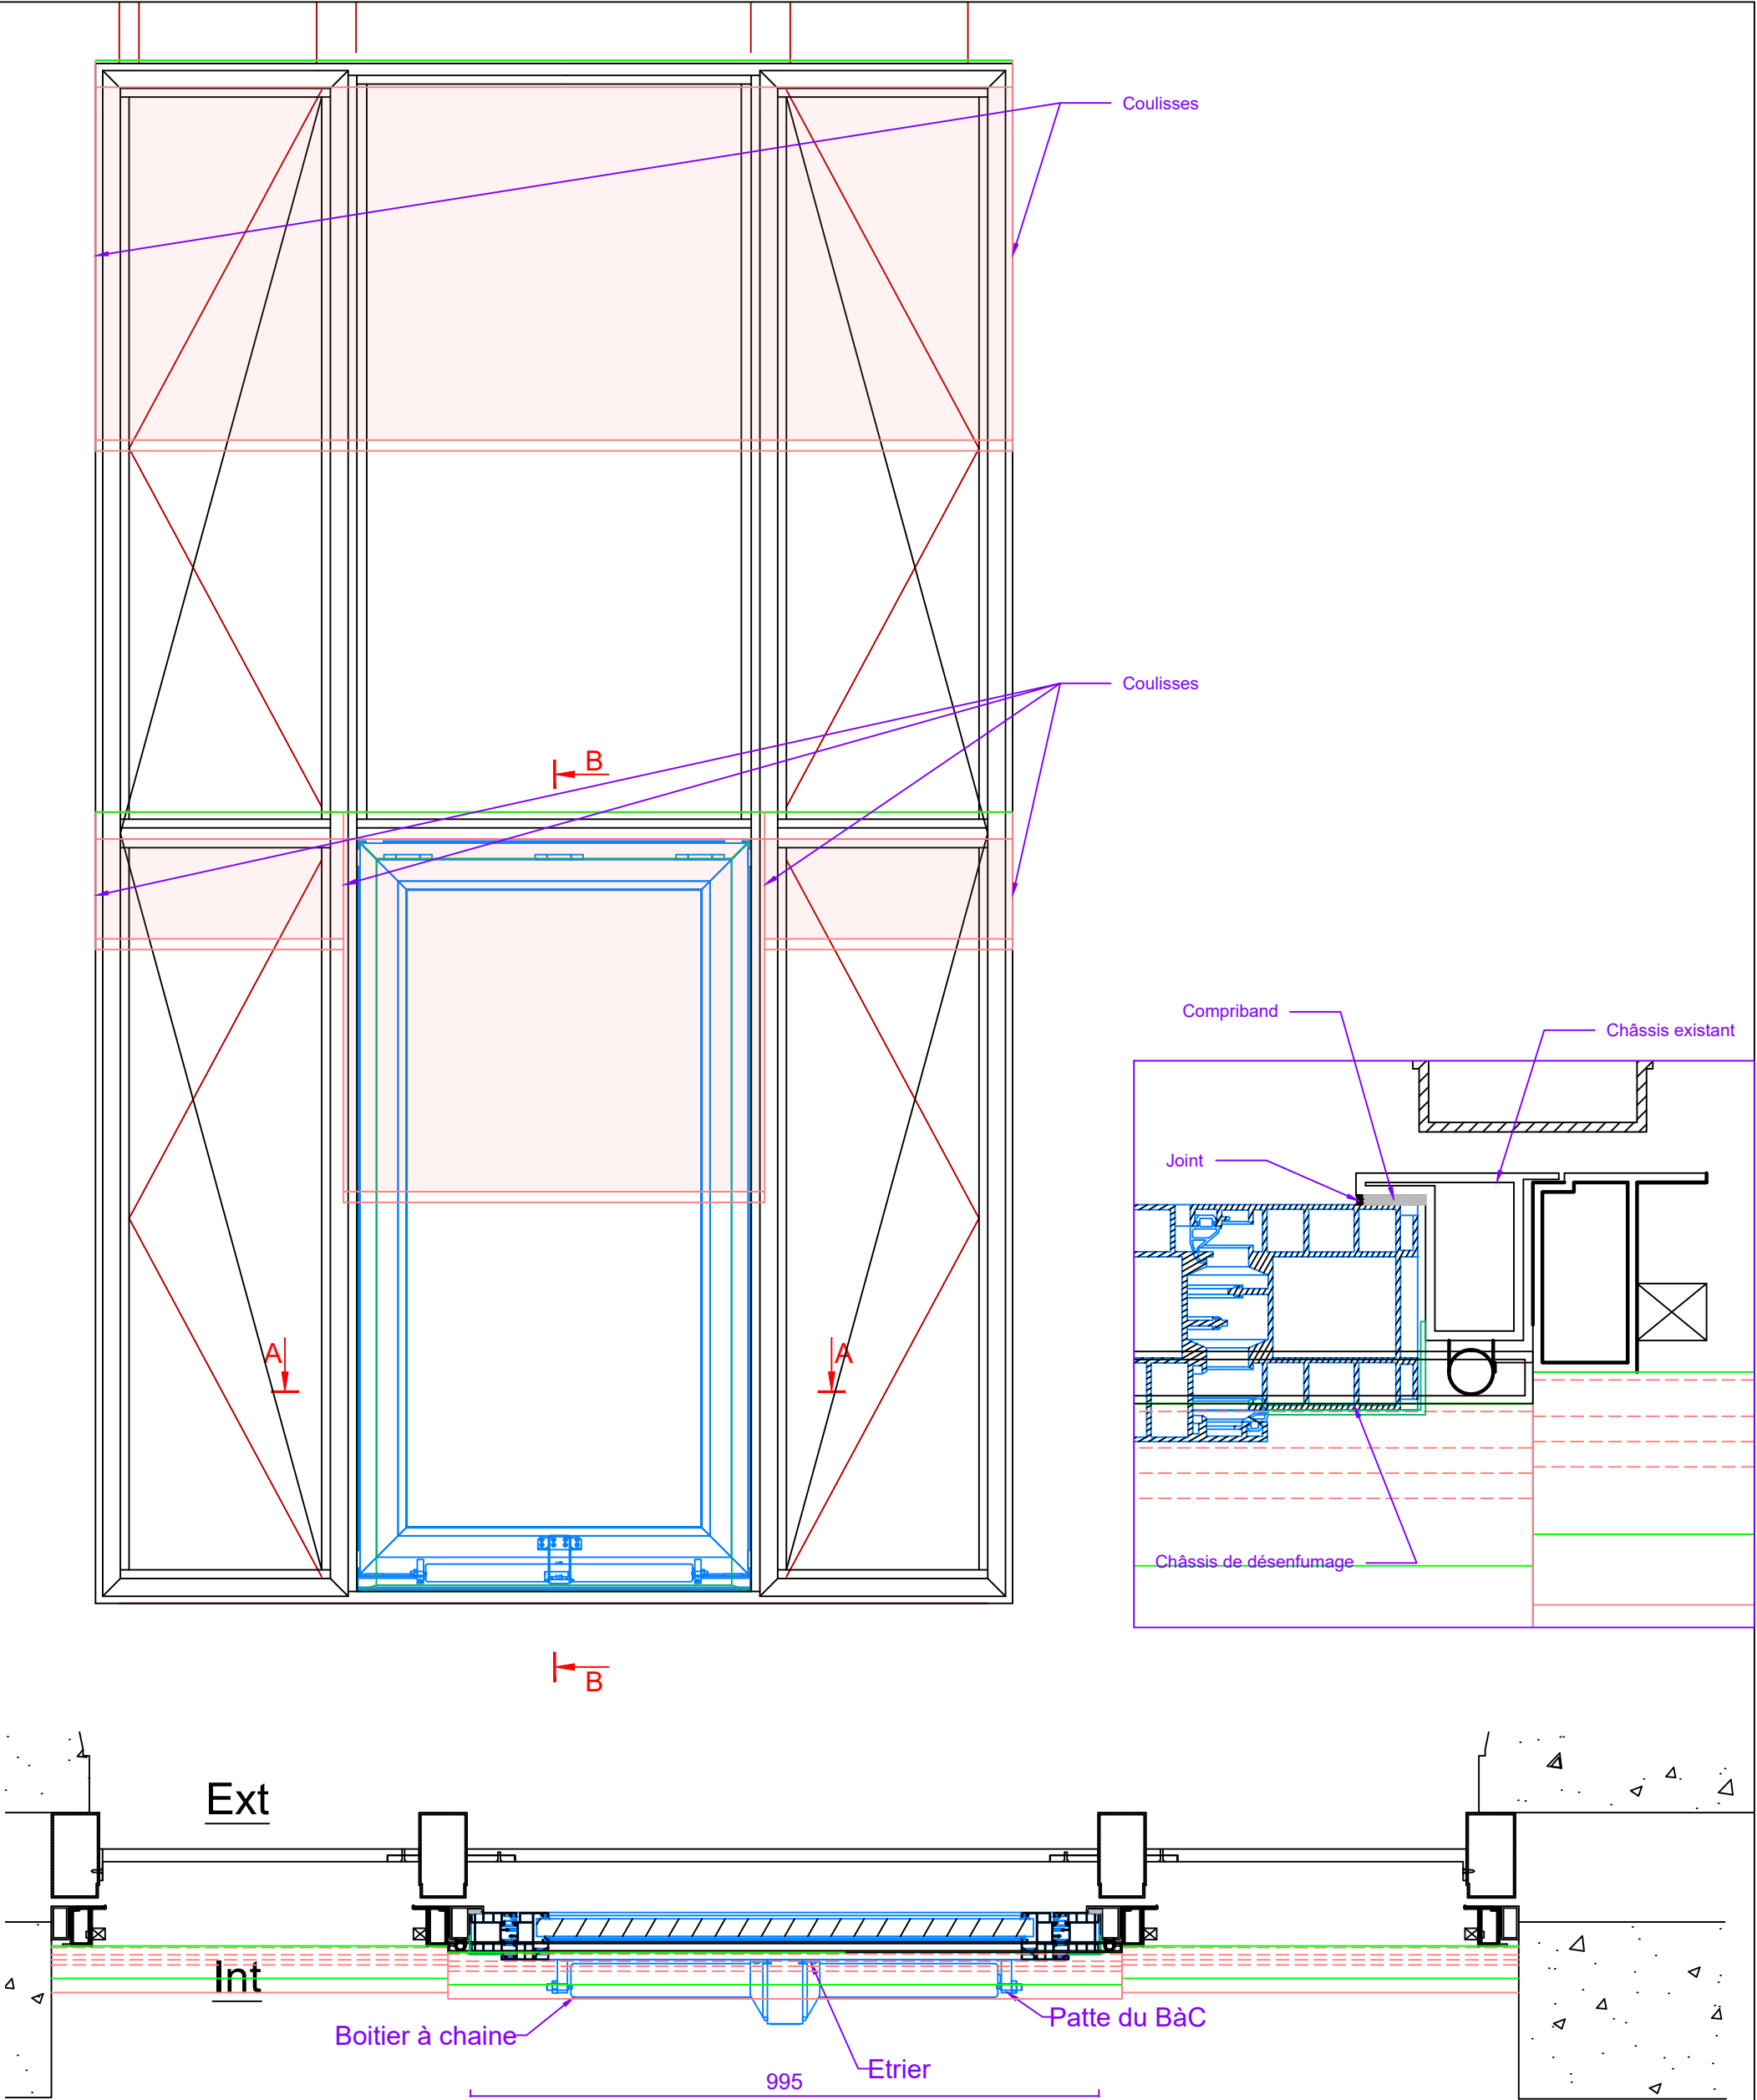 Coulisses
Coulisses
B
A
A
B
Compriband
Châssis existant
Joint
Châssis de désenfumage
Ext
Int
Boitier à chaine
Patte du BàC
Etrier
995